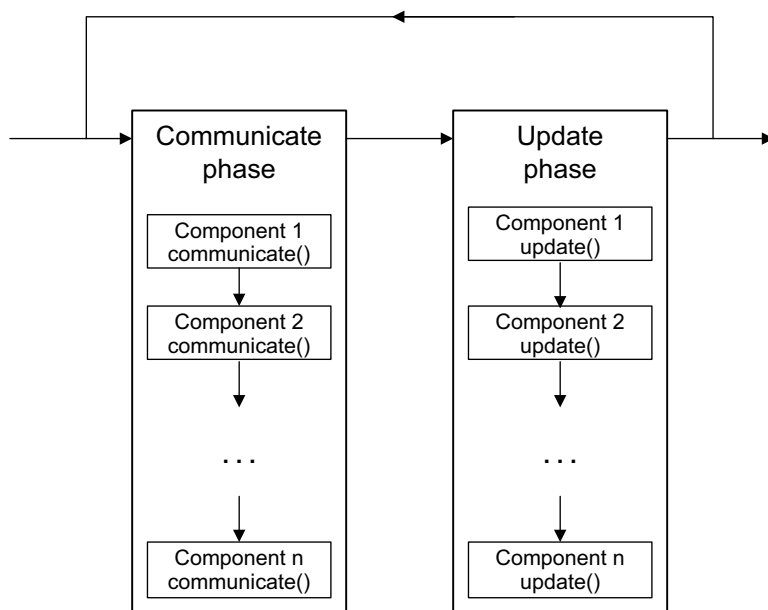 Communicate
phase
Component 1
communicate()
Component 2
communicate()
. . .
Component n
communicate()
Update
phase
Component 1
update()
Component 2
update()
. . .
Component n
update()